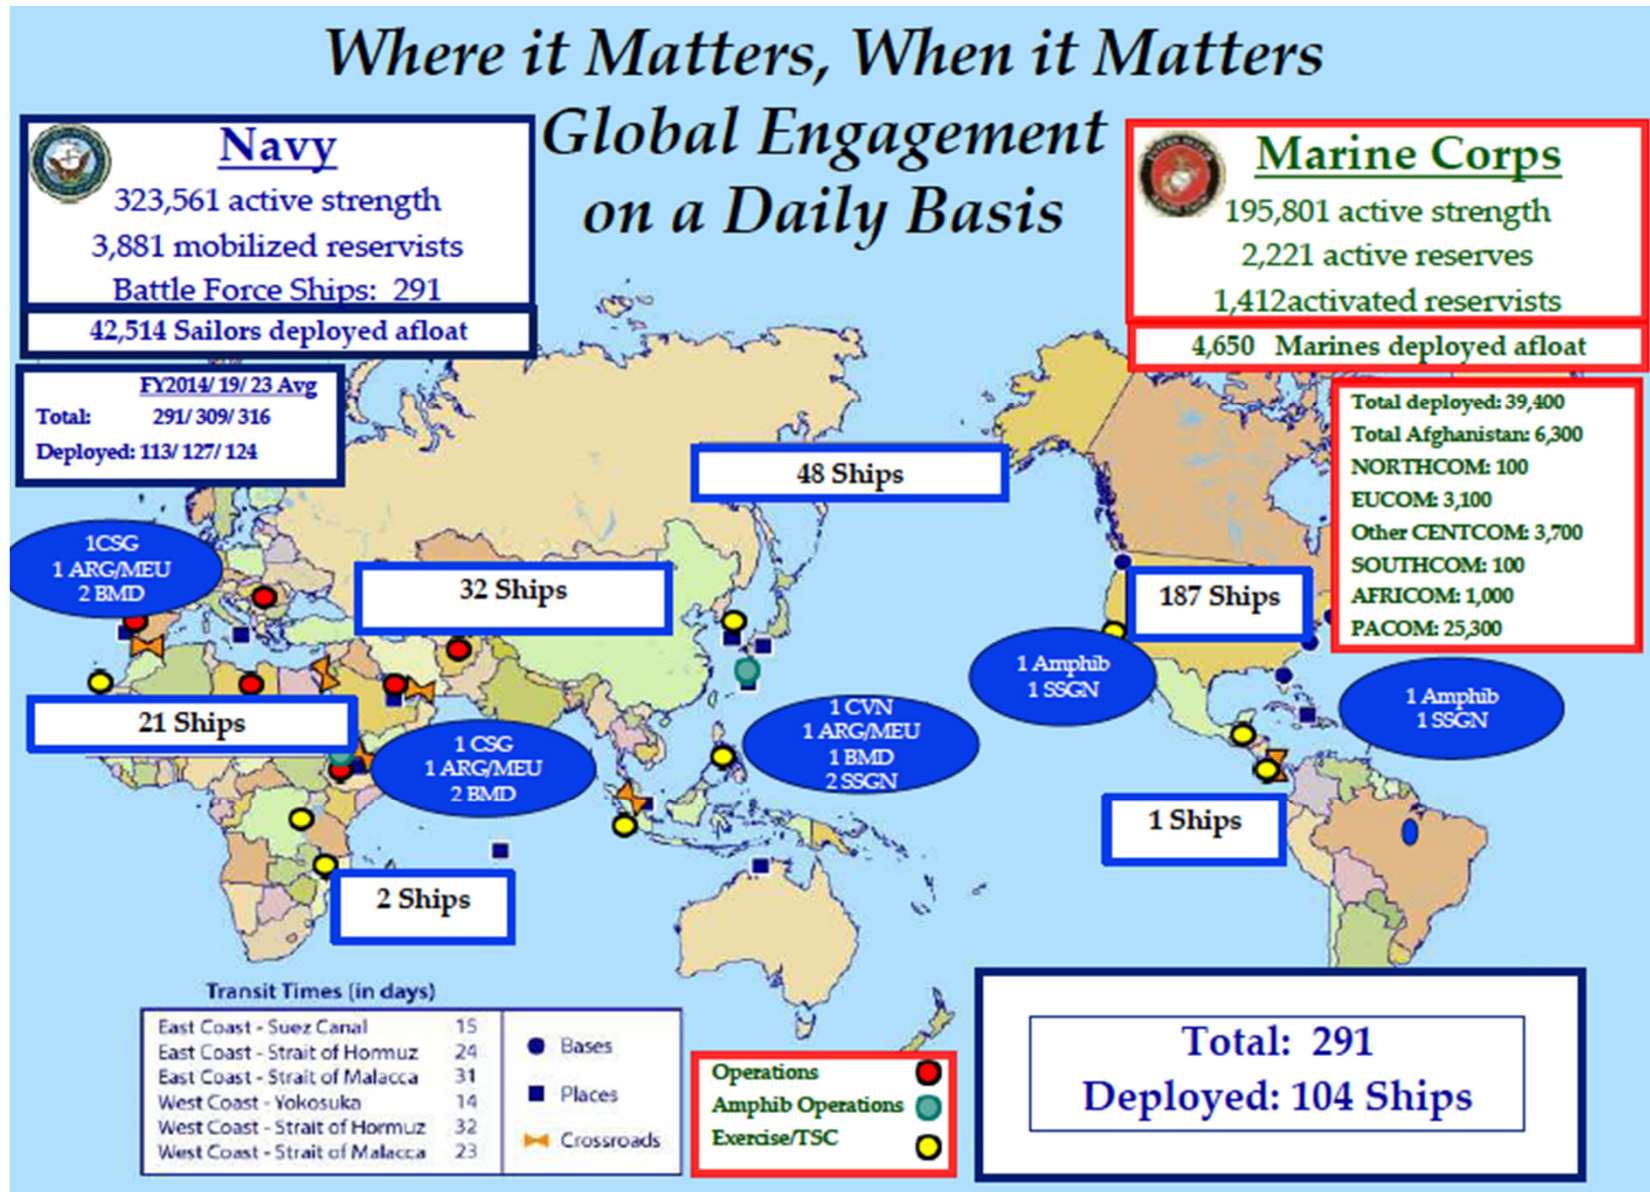 Where it Matters, When it Matters
Global Engagement
on a Daily Basis
Navy
323,561 active strength
3,881 mobilized reservists
Battle Force Ships: 291
42,514 Sailors deployed afloat
FY2014/ 19/ 23 Avg
Total: 291/ 309/ 316
Deployed: 113/ 127/ 124
Marine Corps
195,801 active strength
2,221 active reserves
1,412activated reservists
4,650 Marines deployed afloat
Total deployed: 39,400
Total Afghanistan: 6,300
NORTHCOM: 100
EUCOM: 3,100
Other CENTCOM: 3,700
SOUTHCOM: 100
AFRICOM: 1,000
PACOM: 25,300
48 Ships
1CSG
1 ARG/MEU
2 BMD
32 Ships
187 Ships
1 Amphib
1 SSGN
1 Amphib
1 SSGN
21 Ships
1 CSG
1 ARG/MEU
2 BMD
1 CVN
1 ARG/MEU
1 BMD
2 SSGN
1 Ships
2 Ships
Transit Times (in days)
East Coast - Suez Canal 15
East Coast - Strait of Hormuz 24
East Coast - Strait of Malacca 31
West Coast - Yokosuka 14
West Coast - Strait of Hormuz 32
West Coast - Strait of Malacca 23
Bases
Places
Crossroads
Operations
Amphib Operations
Exercise/TSC
Total: 291
Deployed: 104 Ships